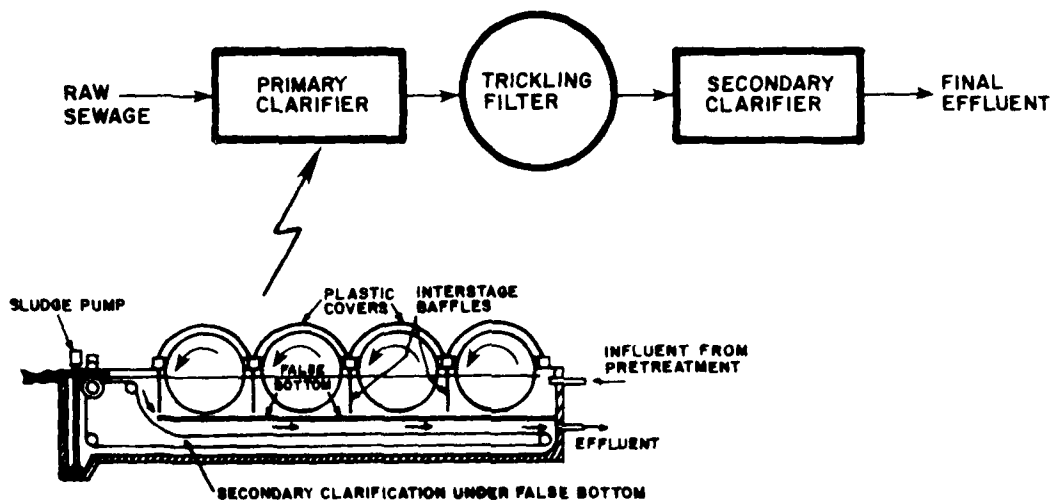 RAW
SEWAGE
PRIMARY
CLARIFIER
TRICKLING
FILTER
SECONDARY
CLARIFIER
FINAL
EFFLUENT
SLUDGE PUMP
PLASTIC
COVERS
INTERSTAGE
BAFFLES
FALSE
BOTTOM
INFLUENT FROM
PRETREATMENT
EFFLUENT
SECONDARY CLARIFICATION UNDER FALSE BOTTOM